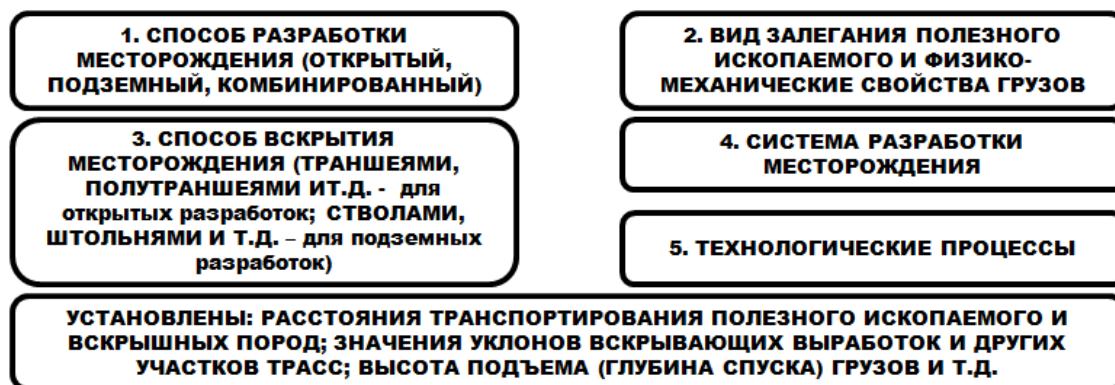 1. СПОСОБ РАЗРАБОТКИ
МЕСТОРОЖДЕНИЯ (ОТКРЫТЫЙ,
ПОДЗЕМНЫЙ, КОМБИНИРОВАННЫЙ)
2. ВИД ЗАЛЕГАНИЯ ПОЛЕЗНОГО
ИСКОПАЕМОГО И ФИЗИКО-
МЕХАНИЧЕСКИЕ СВОЙСТВА ГРУЗОВ
3. СПОСОБ ВСКРЫТИЯ
МЕСТОРОЖДЕНИЯ (ТРАНШЕЯМИ,
ПОЛУТРАНШЕЯМИ ИТ.Д. - для
открытых разработок; СТВОЛАМИ,
ШТОЛЬНЯМИ И Т.Д. – для подземных
разработок)
4. СИСТЕМА РАЗРАБОТКИ
МЕСТОРОЖДЕНИЯ
5. ТЕХНОЛОГИЧЕСКИЕ ПРОЦЕССЫ
УСТАНОВЛЕНЫ: РАССТОЯНИЯ ТРАНСПОРТИРОВАНИЯ ПОЛЕЗНОГО ИСКОПАЕМОГО И
ВСКРЫШНЫХ ПОРОД; ЗНАЧЕНИЯ УКЛОНОВ ВСКРЫВАЮЩИХ ВЫРАБОТОК И ДРУГИХ
УЧАСТКОВ ТРАСС; ВЫСОТА ПОДЪЕМА (ГЛУБИНА СПУСКА) ГРУЗОВ И Т.Д.